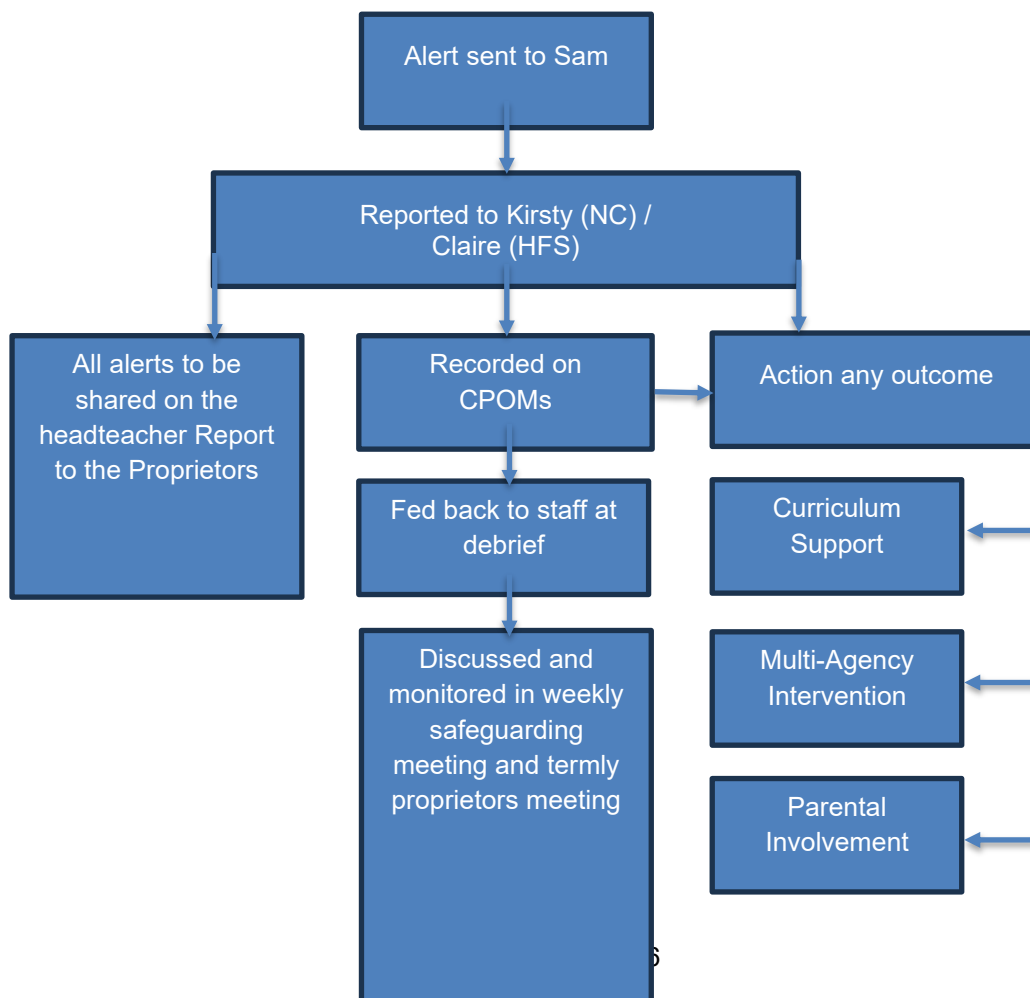 Alert sent to Sam
Reported to Kirsty (NC) /
Claire (HFS)
All alerts to be
shared on the
headteacher Report
to the Proprietors
Recorded on
CPOMs
Action any outcome
Fed back to staff at
debrief
Curriculum
Support
Discussed and
monitored in weekly
safeguarding
meeting and termly
proprietors meeting
Multi-Agency
Intervention
Parental
Involvement
6